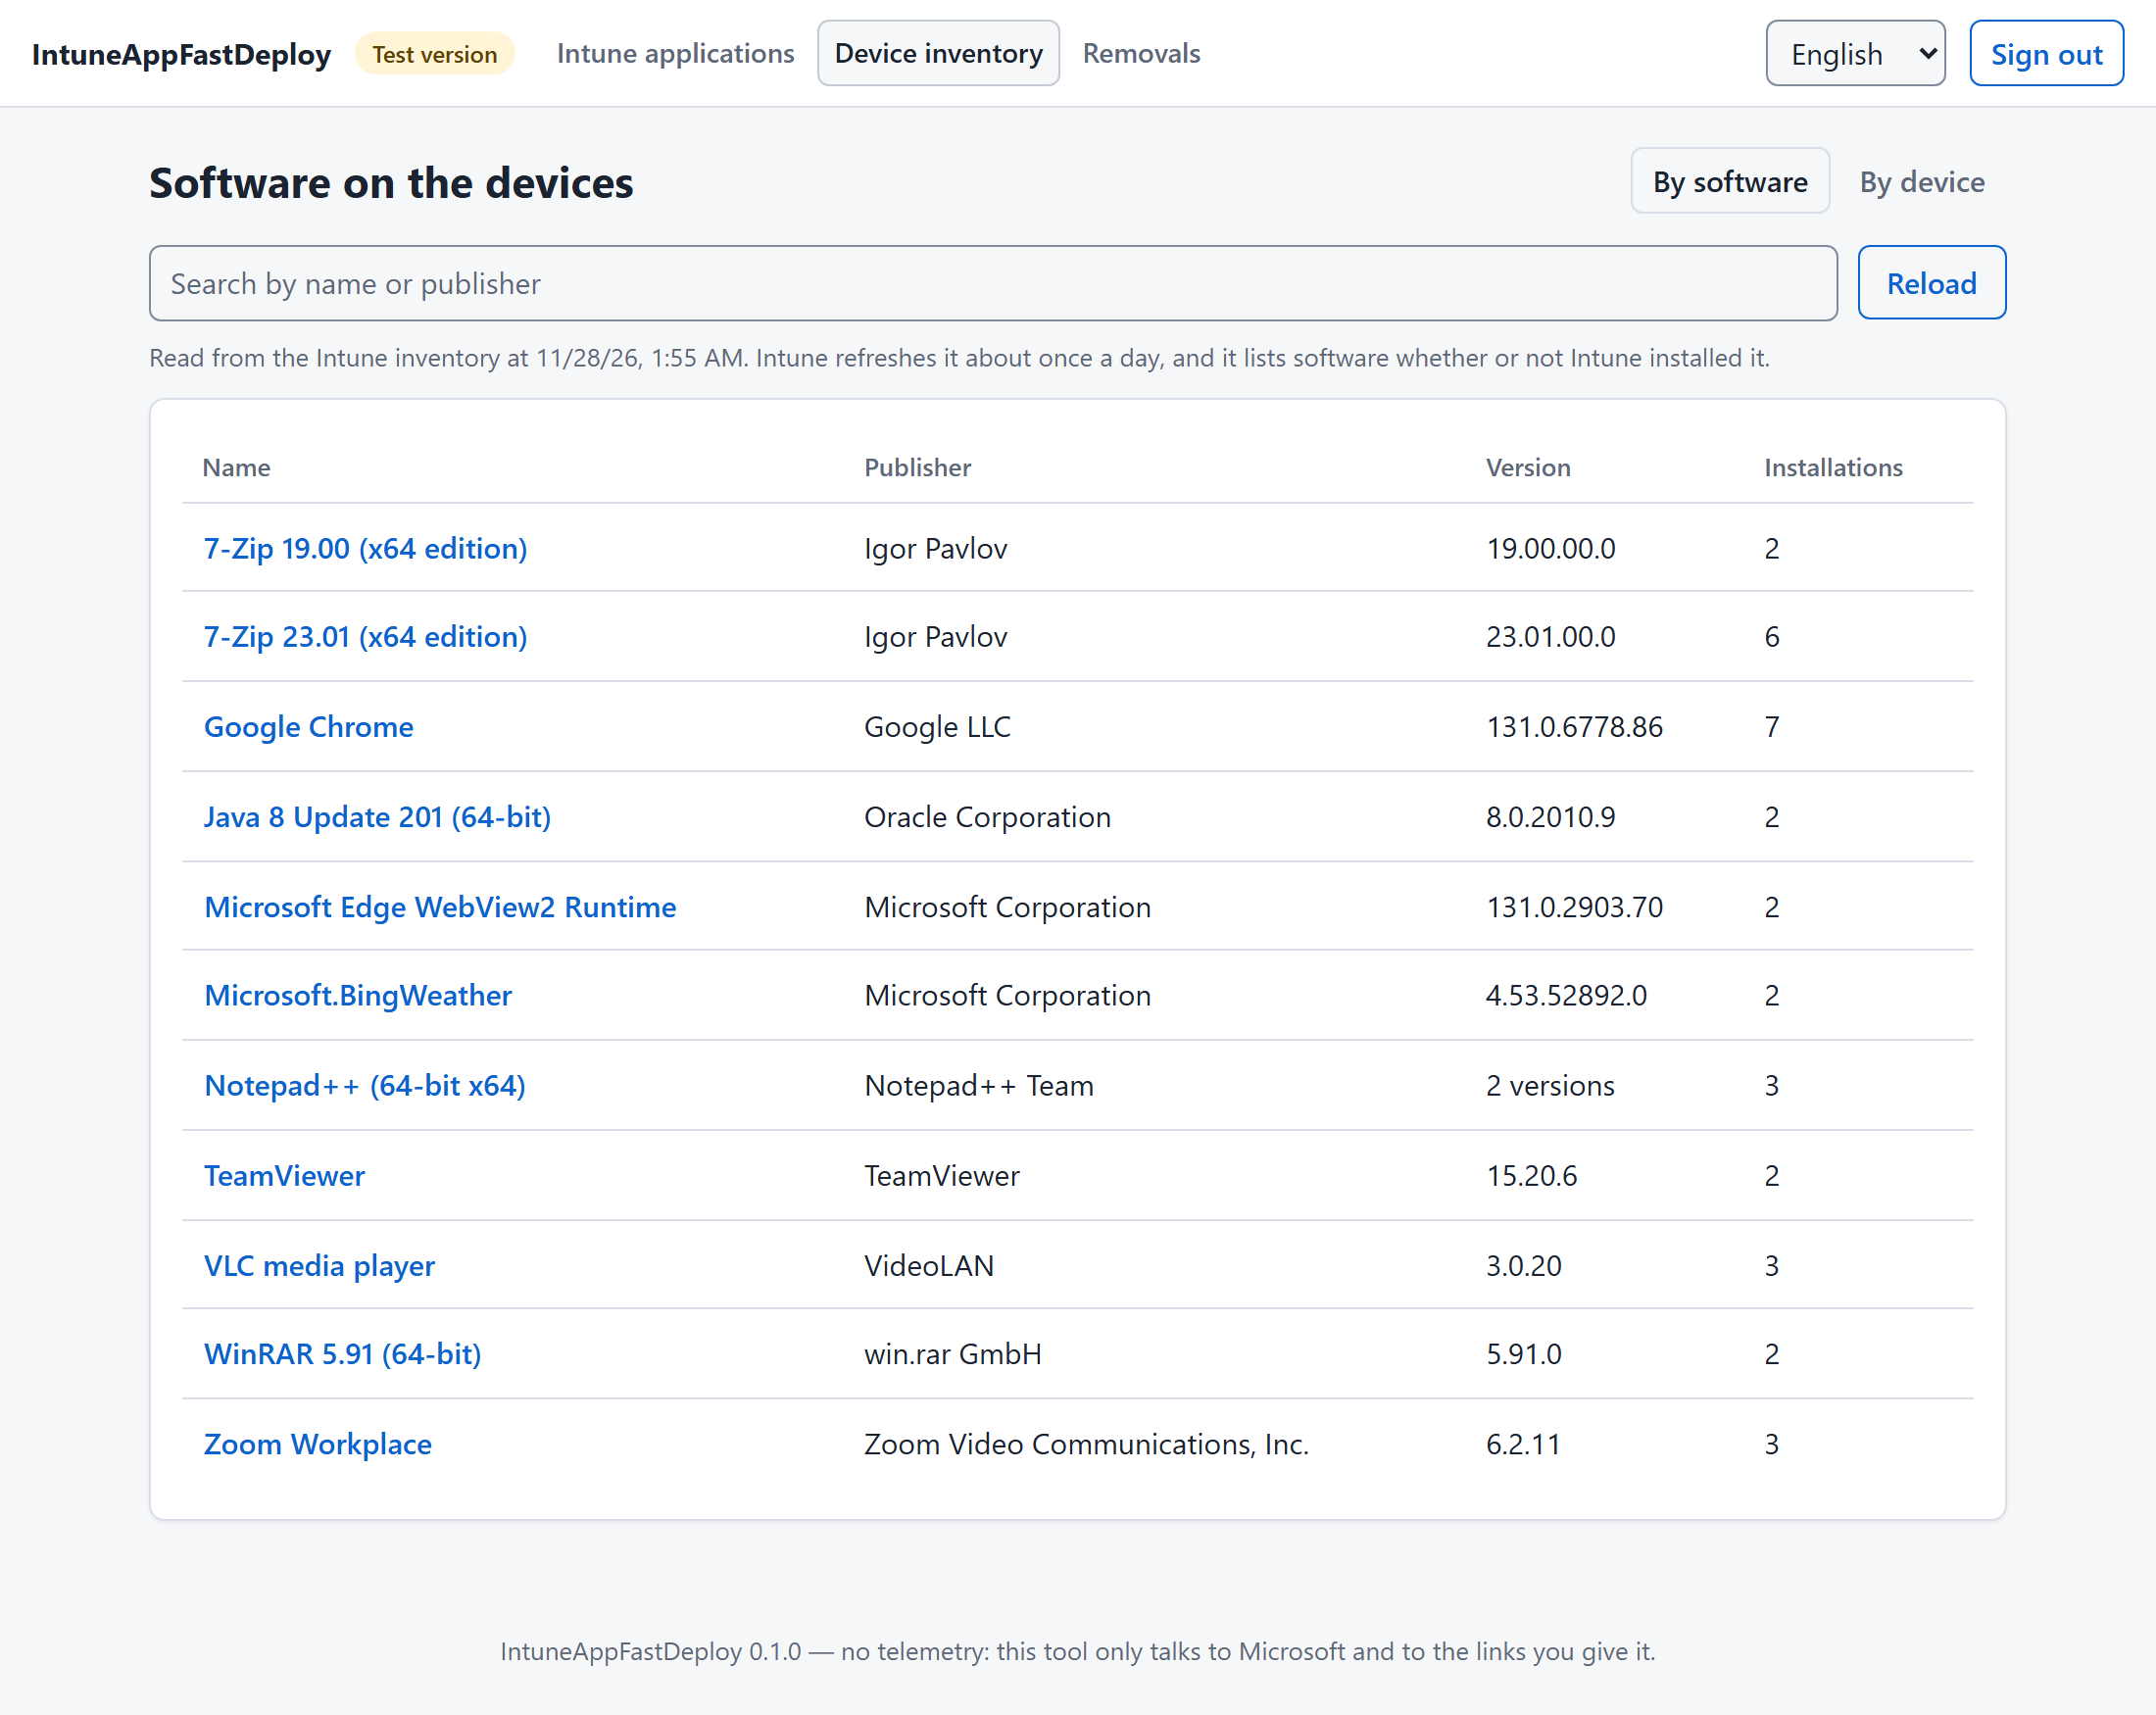 IntuneAppFastDeploy Test version Intune applications Device inventory Removals English Sign out
Software on the devices By software By device
Search by name or publisher Reload
Read from the Intune inventory at 11/28/26, 1:55 AM. Intune refreshes it about once a day, and it lists software whether or not Intune installed it.
Name Publisher Version Installations
7-Zip 19.00 (x64 edition) Igor Pavlov 19.00.00.0 2
7-Zip 23.01 (x64 edition) Igor Pavlov 23.01.00.0 6
Google Chrome Google LLC 131.0.6778.86 7
Java 8 Update 201 (64-bit) Oracle Corporation 8.0.2010.9 2
Microsoft Edge WebView2 Runtime Microsoft Corporation 131.0.2903.70 2
Microsoft.BingWeather Microsoft Corporation 4.53.52892.0 2
Notepad++ (64-bit x64) Notepad++ Team 2 versions 3
TeamViewer TeamViewer 15.20.6 2
VLC media player VideoLAN 3.0.20 3
WinRAR 5.91 (64-bit) win.rar GmbH 5.91.0 2
Zoom Workplace Zoom Video Communications, Inc. 6.2.11 3
IntuneAppFastDeploy 0.1.0 — no telemetry: this tool only talks to Microsoft and to the links you give it.